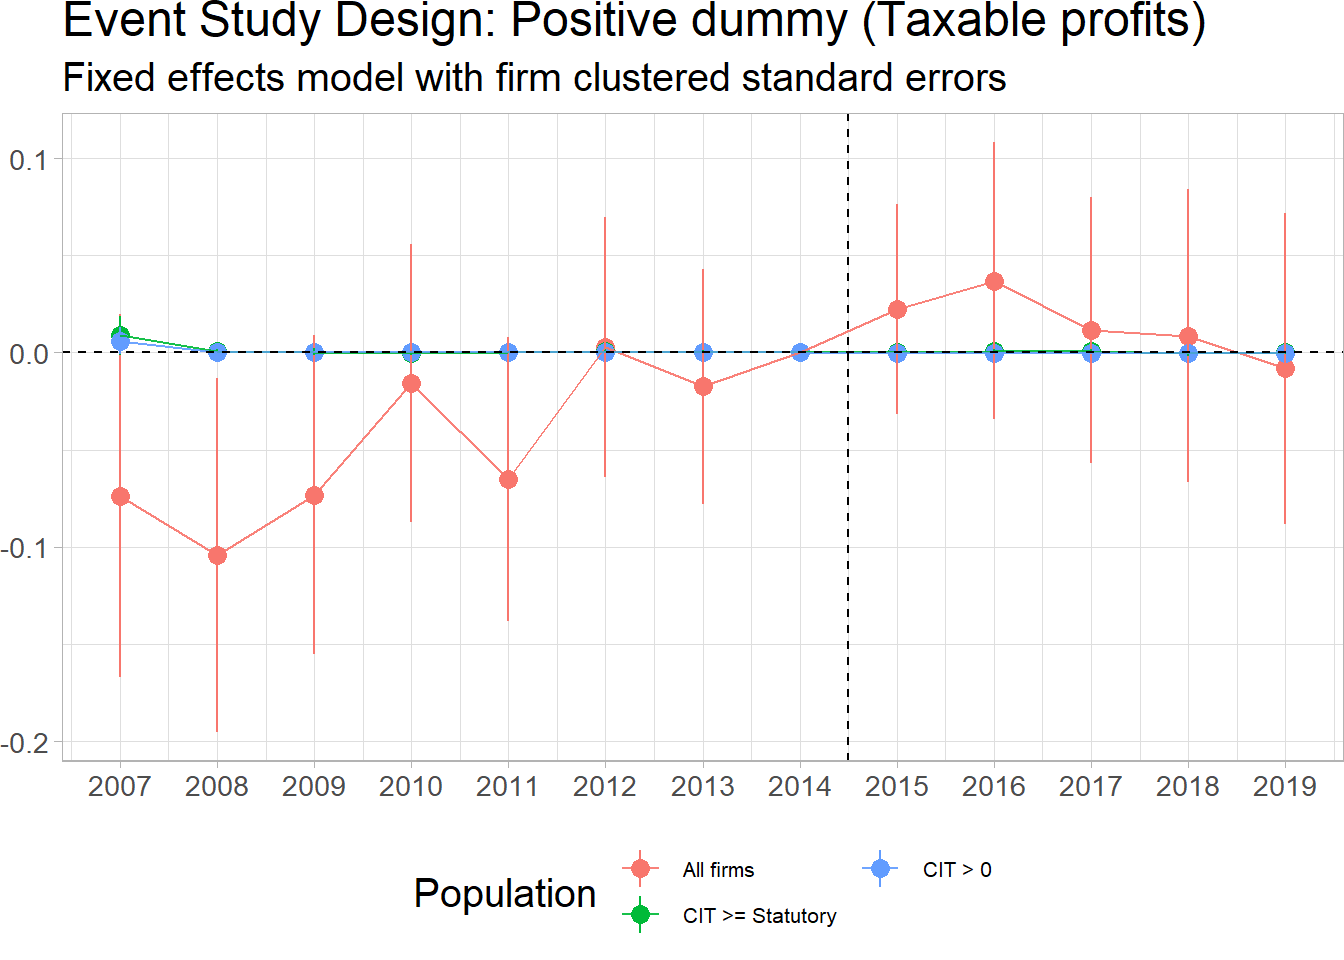 Event Study Design: Positive dummy (Taxable profits)
Fixed effects model with firm clustered standard errors
0.1
0.0
-0.1
-0.2
2007 2008 2009 2010 2011 2012 2013 2014 2015 2016 2017 2018 2019
Population
All firms
CIT >= Statutory
CIT > 0